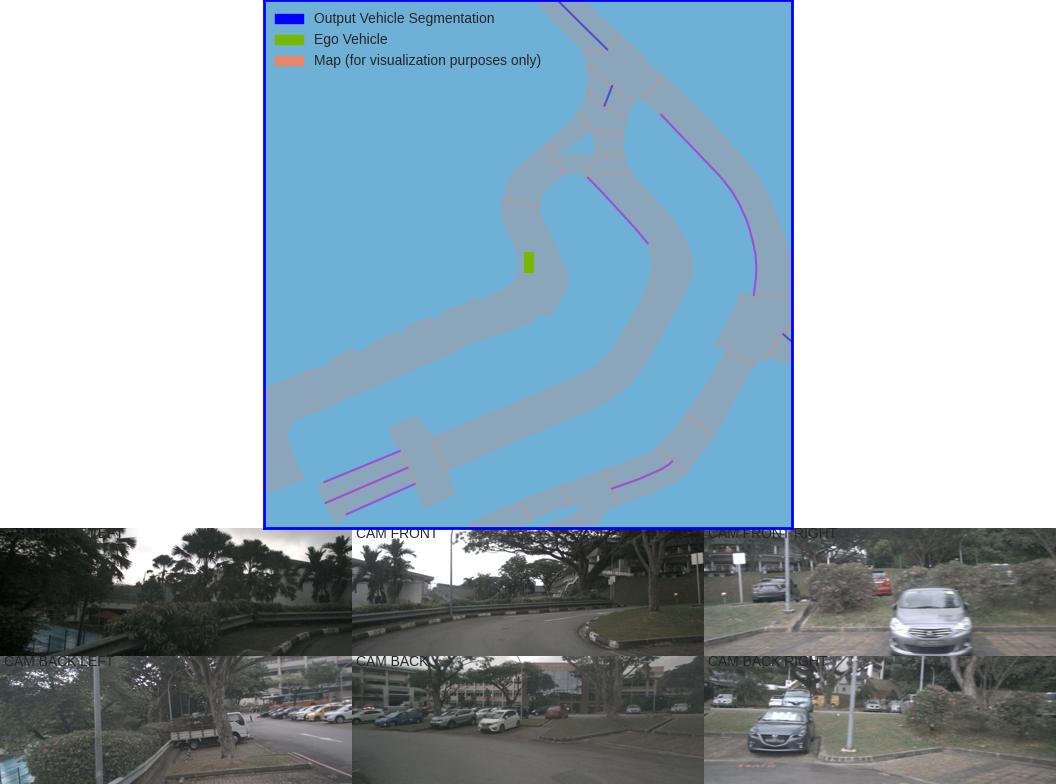 Output Vehicle Segmentation
Ego Vehicle
Map (for visualization purposes only)
CAM FRONT LEFT
CAM FRONT
CAM FRONT RIGHT
CAM BACK LEFT
CAM BACK
CAM BACK RIGHT